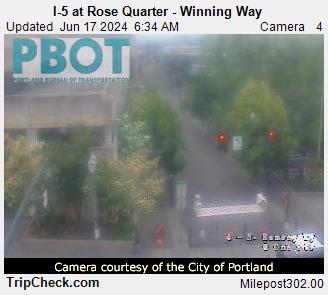 I-5 at Rose Quarter - Winning Way
Updated Jun 17 2024 6:34 AM Camera 4
PBOT
PORTLAND BUREAU OF TRANSPORTATION
Camera courtesy of the City of Portland
TripCheck.com Milepost302.00